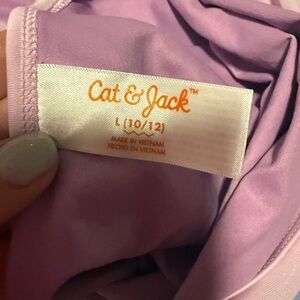 Cat & Jack™
L (10/12)
MADE IN VIETNAM
HECHO EN VIETNAM